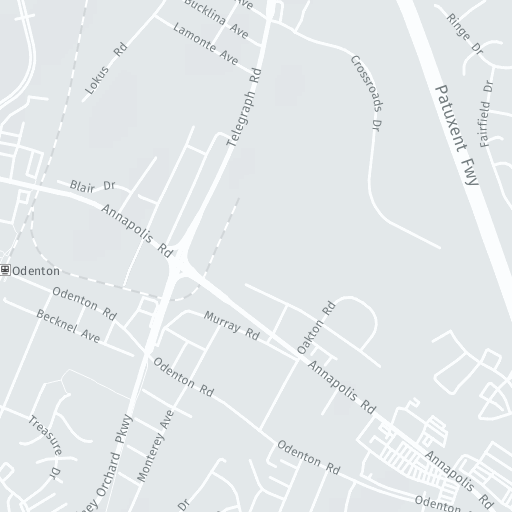 Bucklina Ave
Lamonte Ave
Lokus Rd
Telegraph Rd
Crossroads Dr
Ringe Dr
Fairfield Dr
Patuxent Fwy
Blair Dr
Annapolis Rd
Odenton
Odenton Rd
Becknel Ave
Murray Rd
Oakton Rd
Odenton Rd
Annapolis Rd
Treasure Dr
ney Orchard Pkwy
Monterey Ave
Odenton Rd
Annapolis Rd
Dr
Odenton